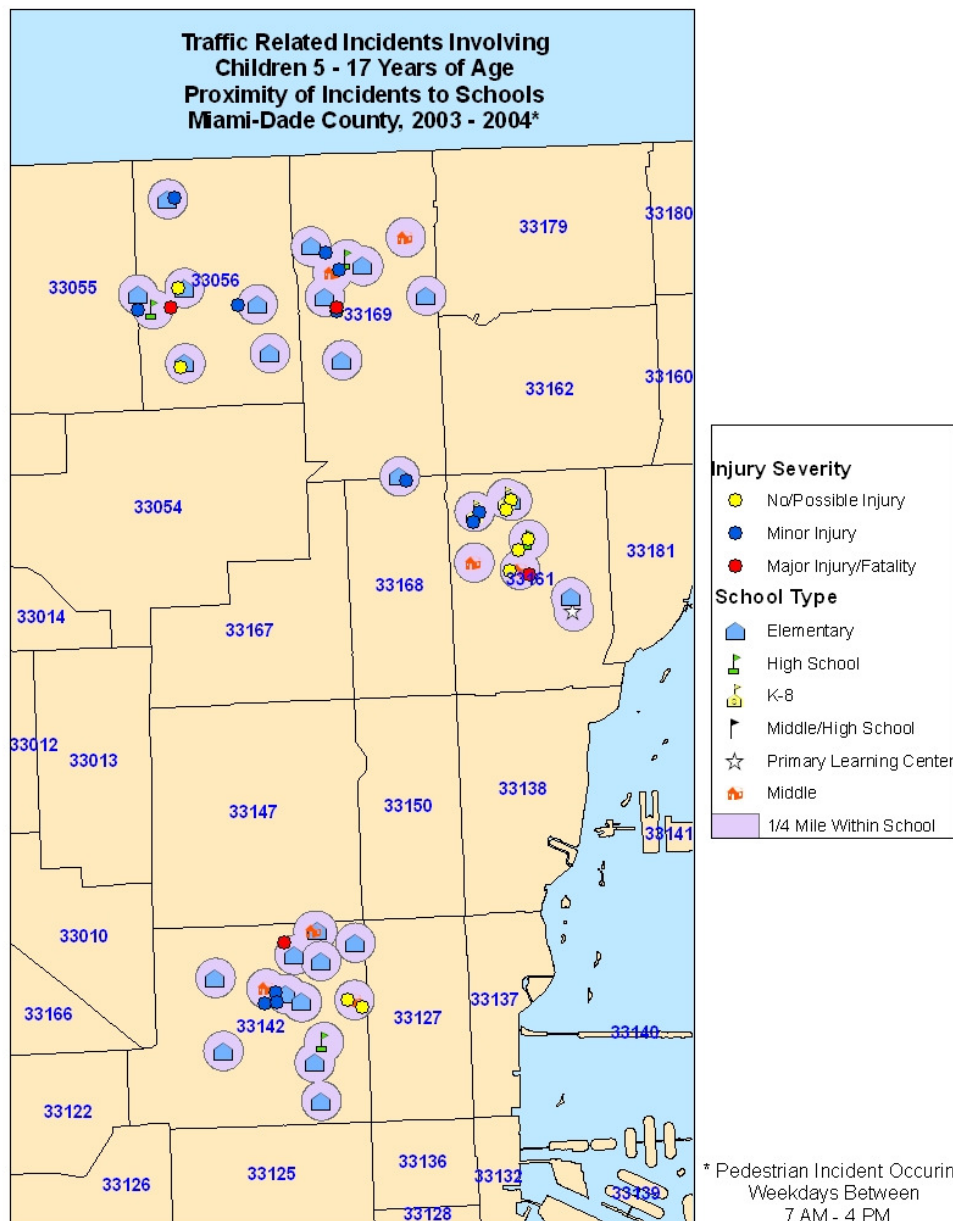 Traffic Related Incidents Involving
Children 5 - 17 Years of Age
Proximity of Incidents to Schools
Miami-Dade County, 2003 - 2004*
33180
33179
33056
33055
33169
33160
33162
33054
33181
33161
33168
33014
33167
33012
33013
33138
33147
33150
33141
33010
33137
33166
33127
33142
33140
33122
33136
33125
33126
33132
33139
33128
Injury Severity
No/Possible Injury
Minor Injury
Major Injury/Fatality
School Type
Elementary
High School
K-8
Middle/High School
Primary Learning Center
Middle
1/4 Mile Within School
* Pedestrian Incident Occurin
Weekdays Between
7 AM - 4 PM